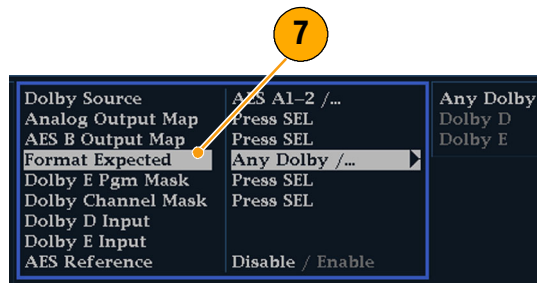 7
Dolby Source AES A1–2 /... Any Dolby
Analog Output Map Press SEL Dolby D
AES B Output Map Press SEL Dolby E
Format Expected Any Dolby /...
Dolby E Pgm Mask Press SEL
Dolby Channel Mask Press SEL
Dolby D Input
Dolby E Input
AES Reference Disable / Enable